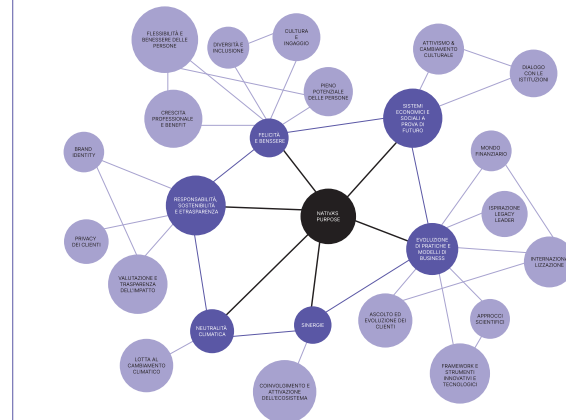 FLESSIBILITÀ E
BENESSERE DELLE
PERSONE
DIVERSITÀ E
INCLUSIONE
CULTURA
E
INGAGGIO
ATTIVISMO &
CAMBIAMENTO
CULTURALE
DIALOGO
CON LE
ISTITUZIONI
PIENO
POTENZIALE
DELLE PERSONE
CRESCITA
PROFESSIONALE
E BENEFIT
SISTEMI
ECONOMICI E
SOCIALI A
PROVA DI
FUTURO
FELICITÀ
E BENSSERE
BRAND
IDENTITY
MONDO
FINANZIARIO
RESPONSABILITÀ,
SOSTENIBILITÀ
E ETRASPARENZA
NATIVA'S
PURPOSE
ISPIRAZIONE
LEGACY
LEADER
PRIVACY
DEI CLIENTI
EVOLUZIONE
DI PRATICHE E
MODELLI DI
BUSINESS
INTERNAZIONA
LIZZAZIONE
VALUTAZIONE E
TRASPARENZA
DELL'IMPATTO
NEUTRALITÀ
CLIMATICA
SINERGIE
ASCOLTO ED
EVOLUZIONE DEI
CLIENTI
APPROCCI
SCIENTIFICI
LOTTA AL
CAMBIAMENTO
CLIMATICO
COINVOLGIMENTO E
ATTIVAZIONE
DELL'ECOSISTEMA
FRAMEWORK E
STRUMENTI
INNOVATIVI E
TECNOLOGICI